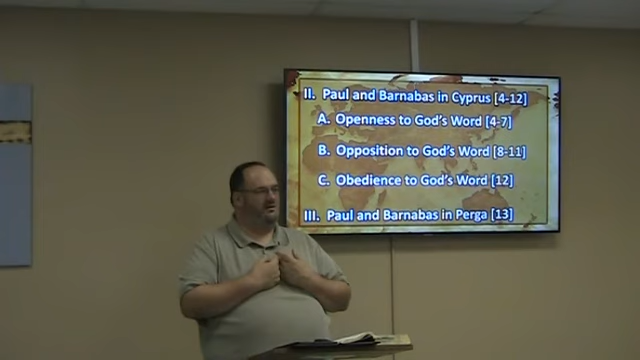 II. Paul and Barnabas in Cyprus [4-12]
A. Openness to God's Word [4-7]
B. Opposition to God's Word [8-11]
C. Obedience to God's Word [12]
III. Paul and Barnabas in Perga [13]